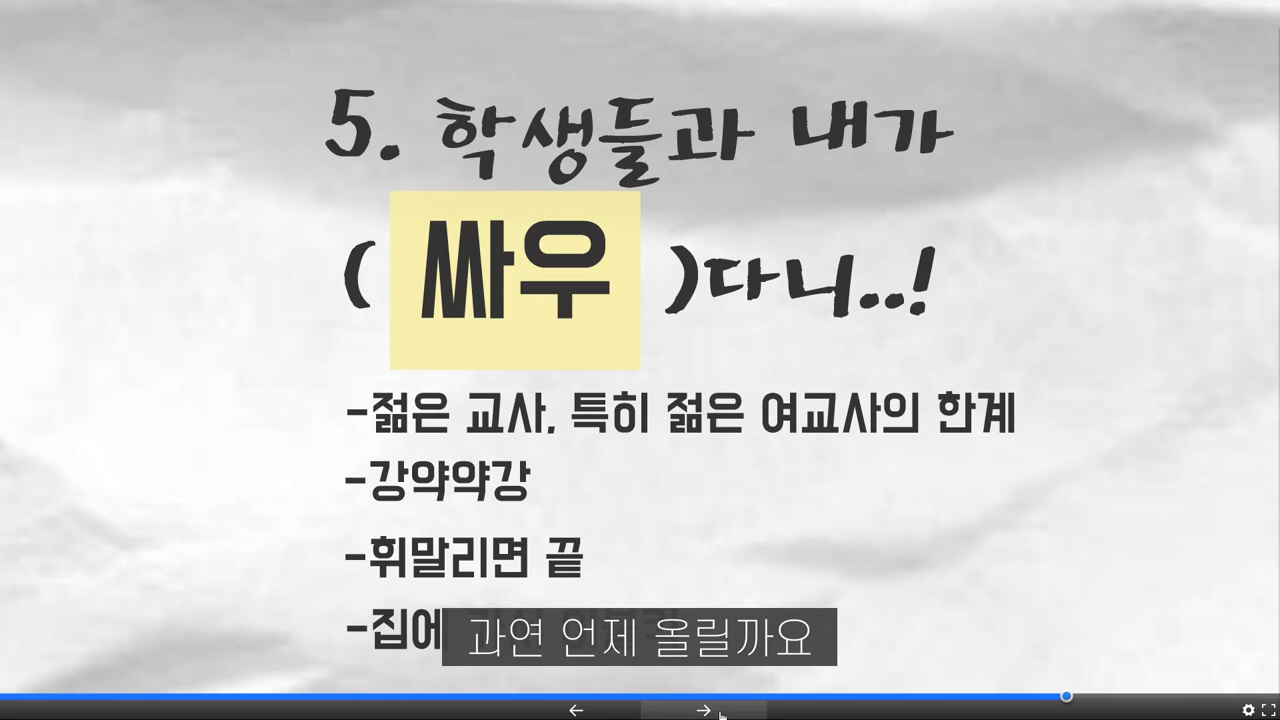 5. 학생들과 내가
( 싸우 )다니..!
-젊은 교사, 특히 젊은 여교사의 한계
-강약약강
-휘말리면 끝
-집에
과연 언제 올릴까요